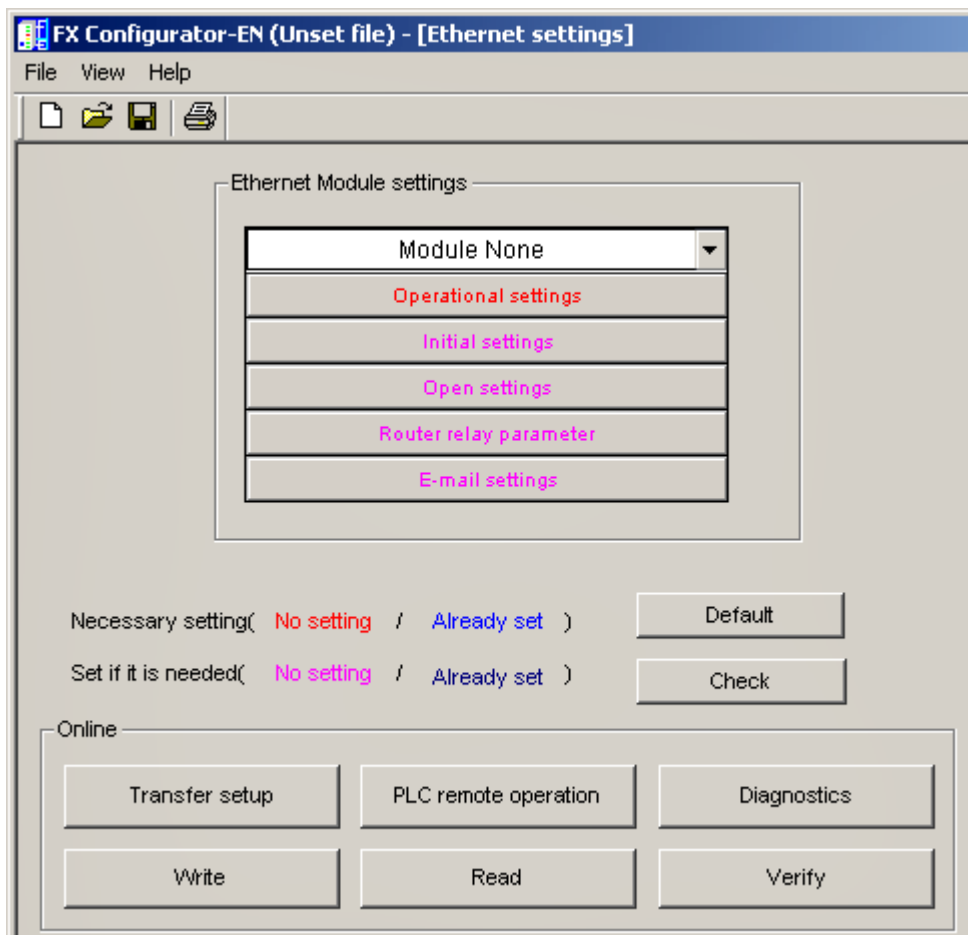 FX Configurator-EN (Unset file) - [Ethernet settings]
File View Help
Ethernet Module settings
Module None
Operational settings
Initial settings
Open settings
Router relay parameter
E-mail settings
Necessary setting( No setting / Already set )
Default
Set if it is needed( No setting / Already set )
Check
Online
Transfer setup
PLC remote operation
Diagnostics
Write
Read
Verify